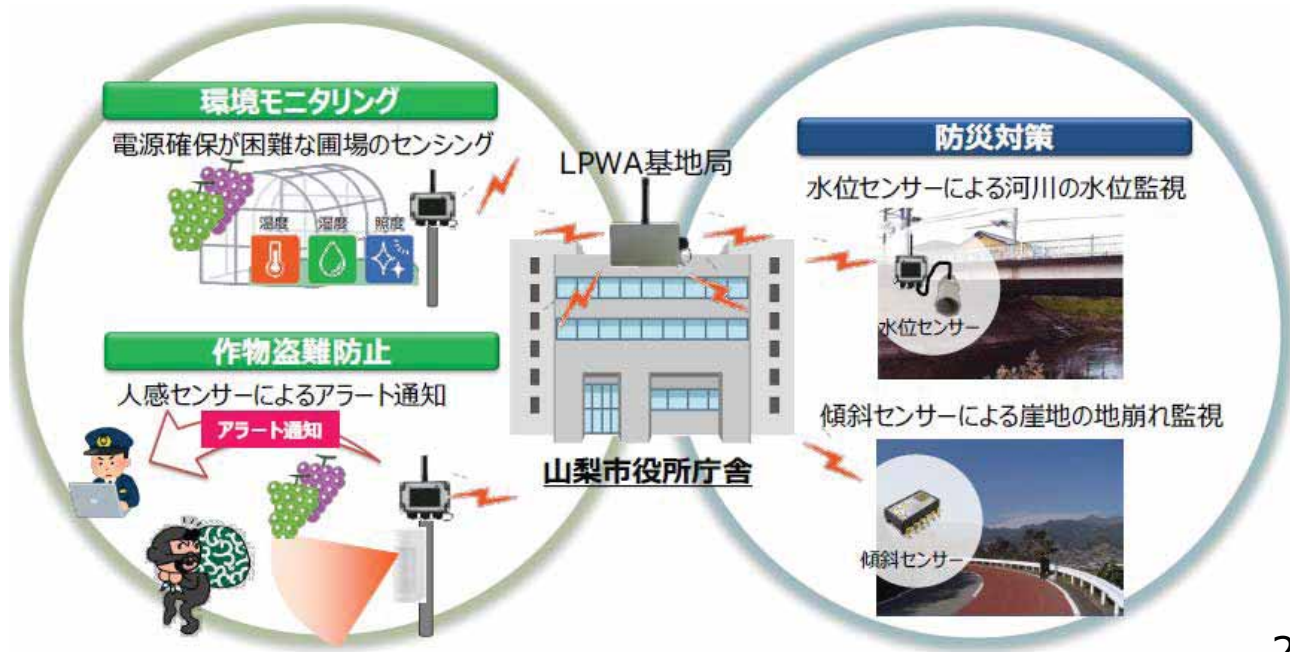 環境モニタリング
電源確保が困難な圃場のセンシング
温度
湿度
照度
作物盗難防止
人感センサーによるアラート通知
アラート通知
LPWA基地局
山梨市役所庁舎
防災対策
水位センサーによる河川の水位監視
水位センサー
傾斜センサーによる崖地の地崩れ監視
傾斜センサー
2